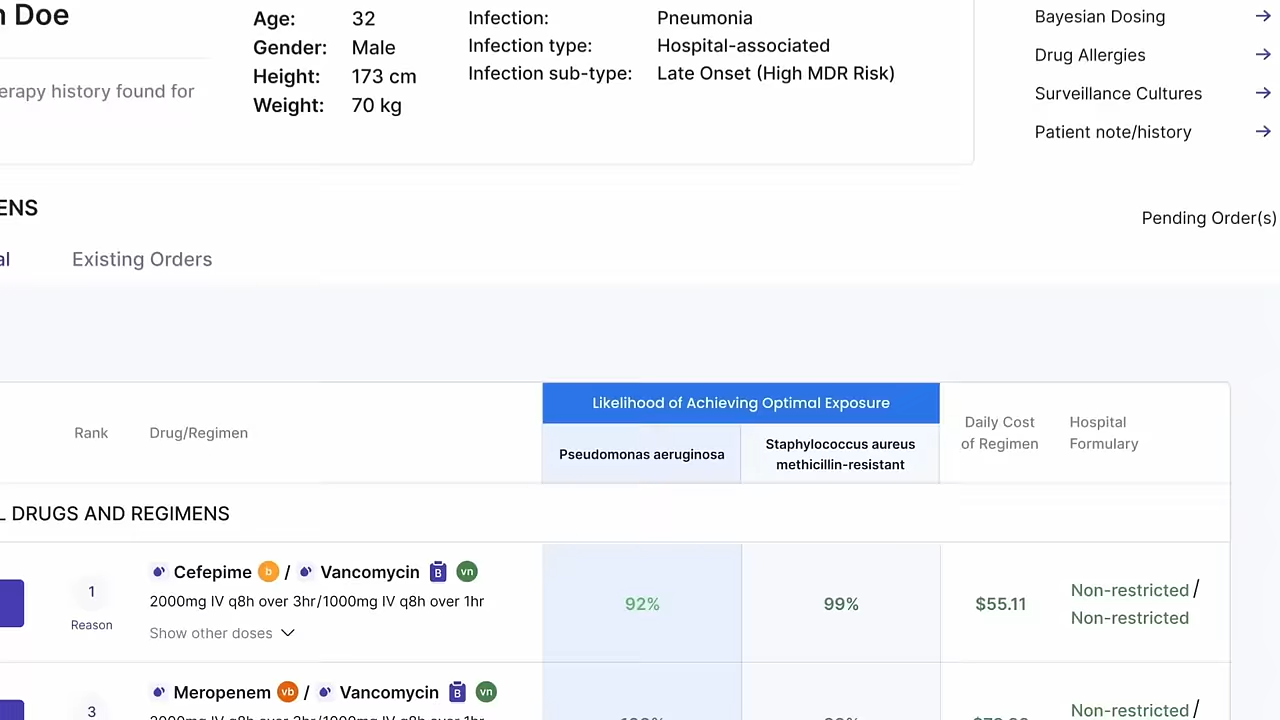 n Doe
Age: 32
Gender: Male
Height: 173 cm
Weight: 70 kg
erapy history found for
Infection: Pneumonia
Infection type: Hospital-associated
Infection sub-type: Late Onset (High MDR Risk)
Bayesian Dosing
Drug Allergies
Surveillance Cultures
Patient note/history
ENS
Pending Order(s)
al Existing Orders
Rank
Drug/Regimen
Likelihood of Achieving Optimal Exposure
Pseudomonas aeruginosa
Staphylococcus aureus
methicillin-resistant
Daily Cost
of Regimen
Hospital
Formulary
L DRUGS AND REGIMENS
1
Reason
Cefepime b / Vancomycin B vn
2000mg IV q8h over 3hr/1000mg IV q8h over 1hr
Show other doses
92%
99%
$55.11
Non-restricted /
Non-restricted
3
Meropenem vb / Vancomycin B vn
Non-restricted /